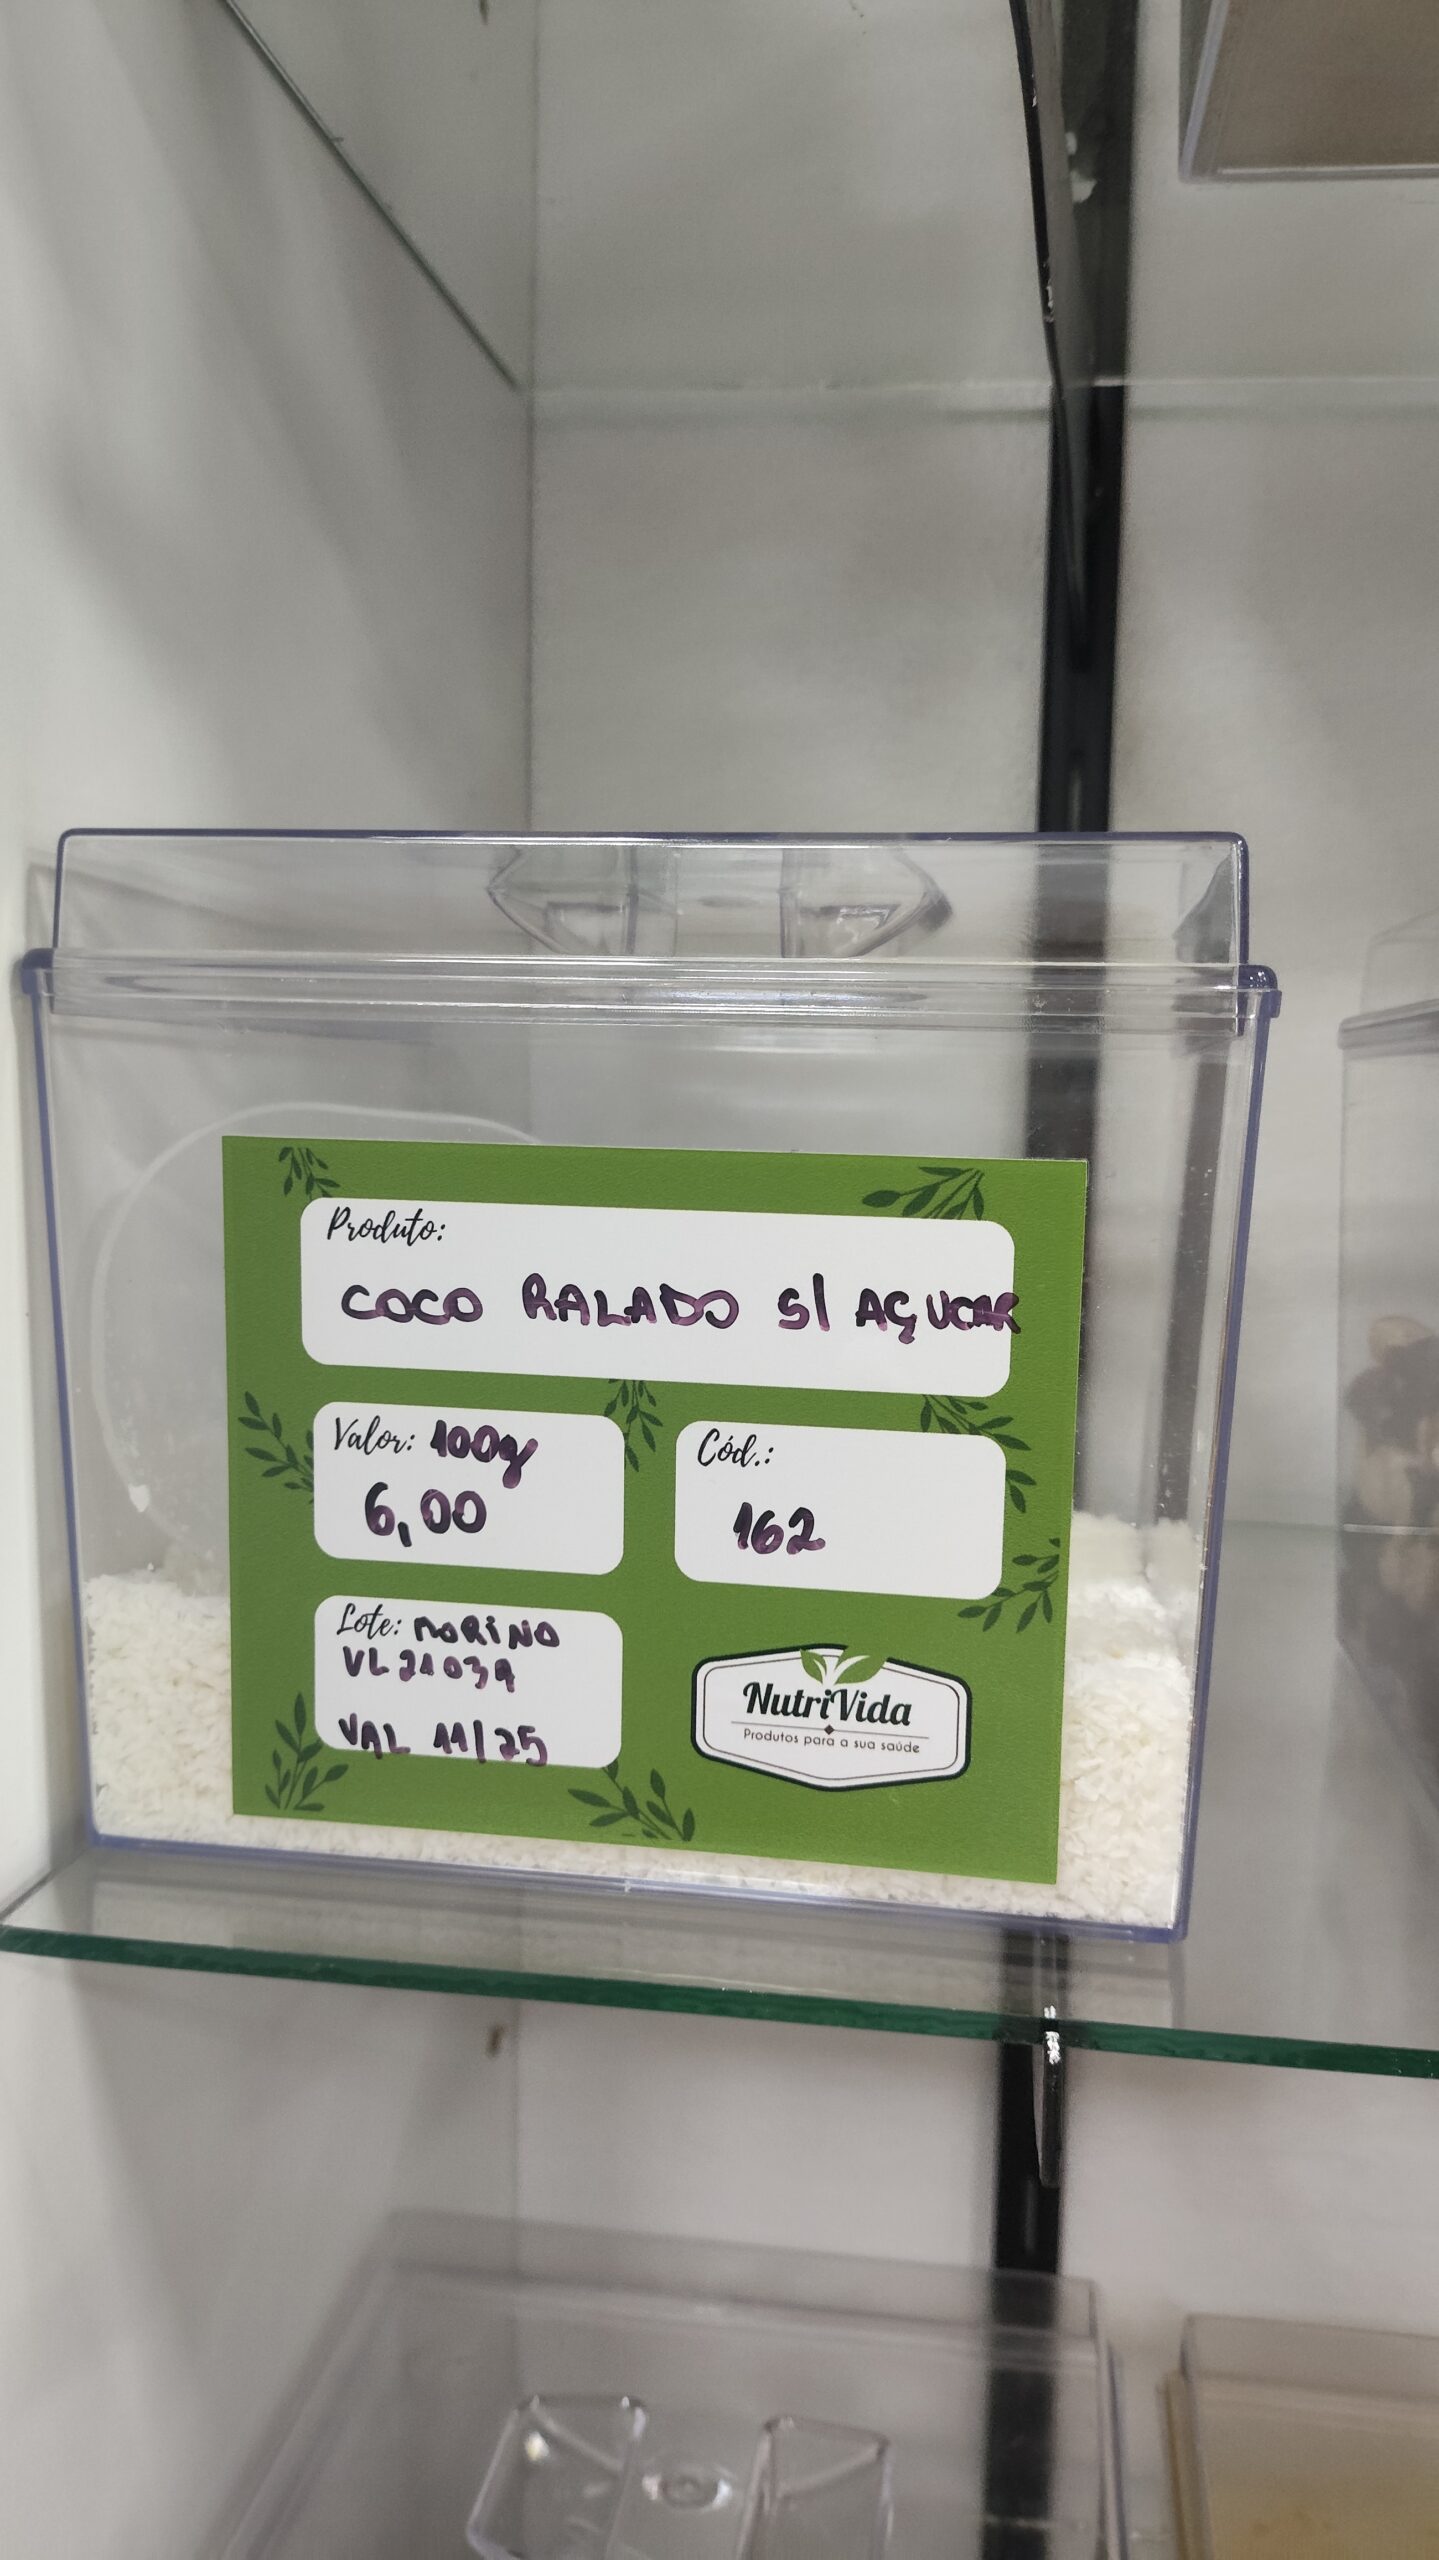 Produto:
COCO RALADO S/ AÇUCAR
Valor: 100g
6,00
Cód.:
162
Lote: MORINO
VL 21039
VAL 11/25
NutriVida
Produtos para a sua saúde